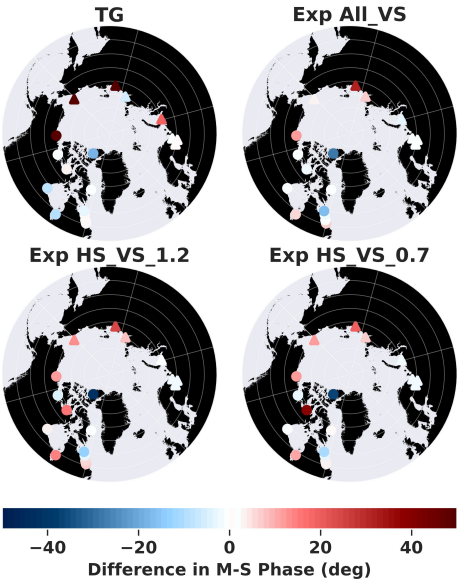 TG
Exp All_VS
Exp HS_VS_1.2
Exp HS_VS_0.7
−40 −20 0 20 40
Difference in M-S Phase (deg)